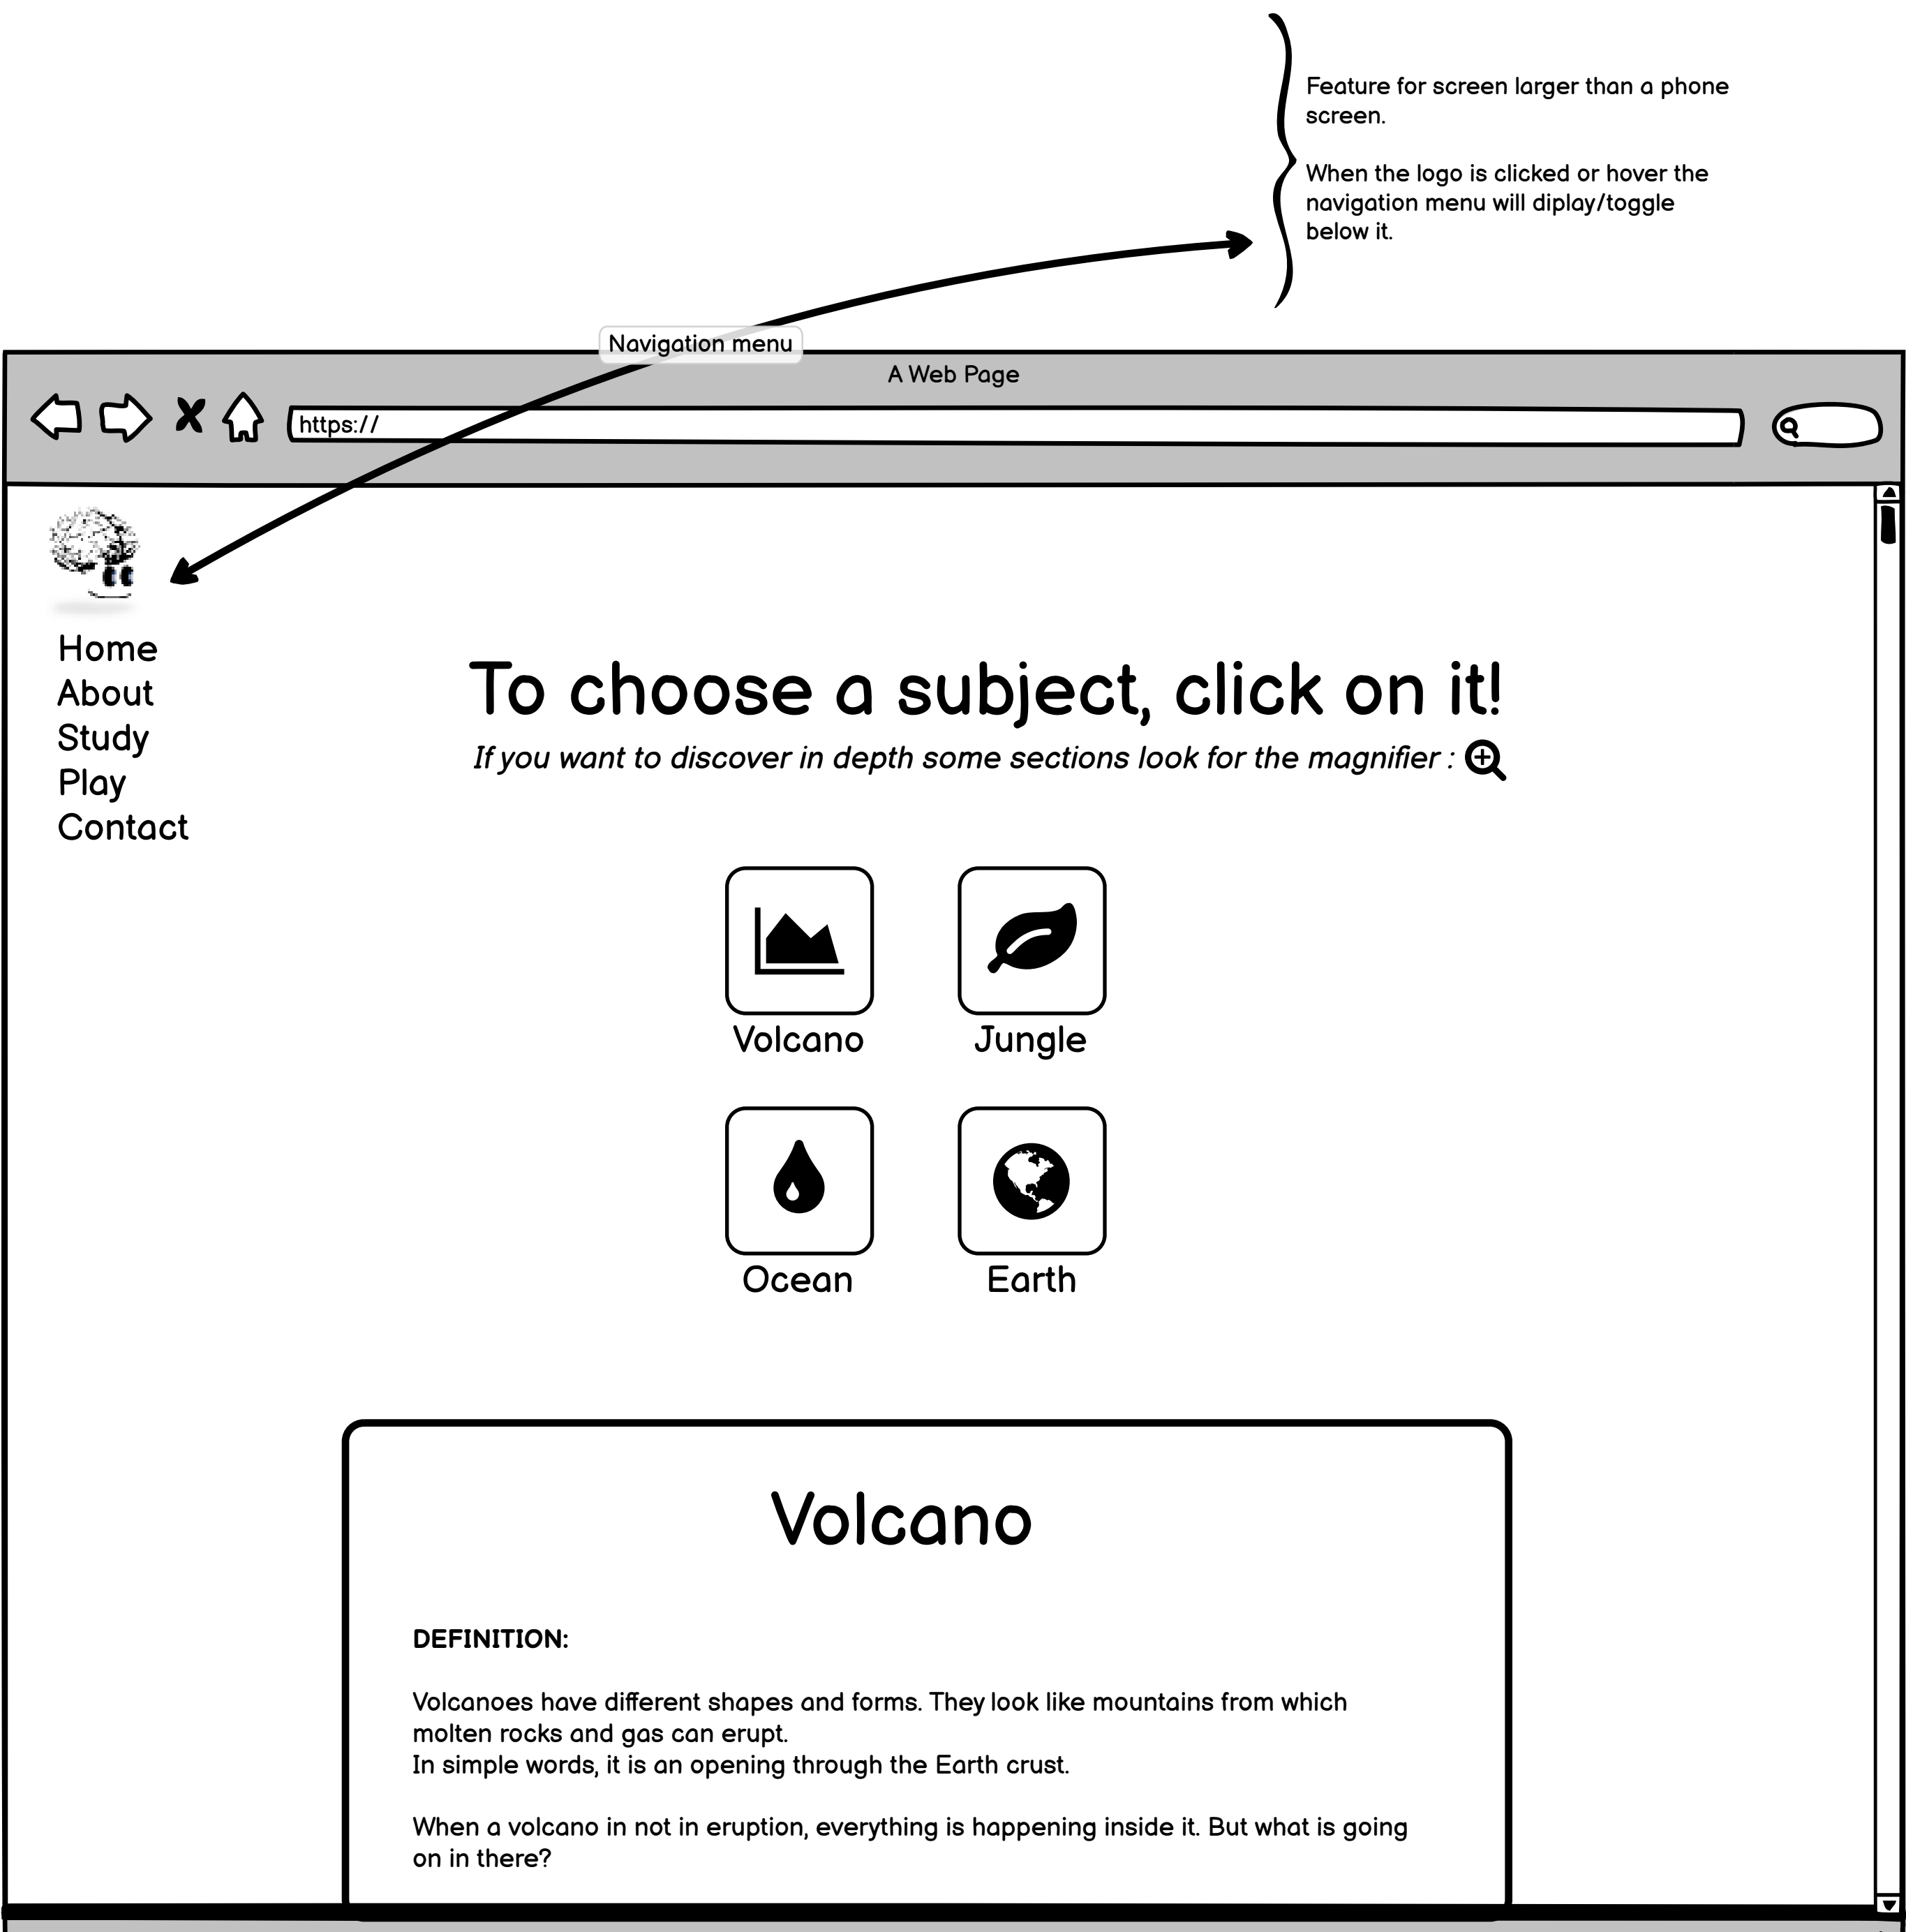 Feature for screen larger than a phone
screen.
When the logo is clicked or hover the
navigation menu will diplay/toggle
below it.
Navigation menu
A Web Page
https://
Home
About
Study
Play
Contact
To choose a subject, click on it!
If you want to discover in depth some sections look for the magnifier :
Volcano
Jungle
Ocean
Earth
Volcano
DEFINITION:
Volcanoes have different shapes and forms. They look like mountains from which
molten rocks and gas can erupt.
In simple words, it is an opening through the Earth crust.
When a volcano in not in eruption, everything is happening inside it. But what is going
on in there?